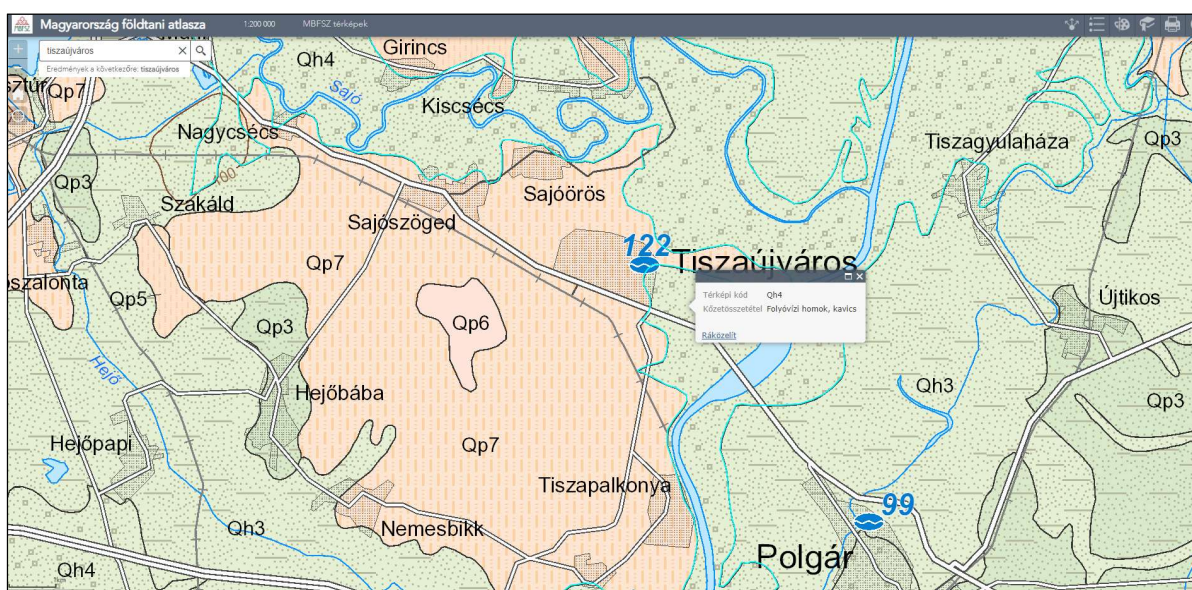 Magyarország földtani atlasza 1:200 000 MBFSZ térképek
tiszaújváros
Eredmények a következőre: tiszaújváros
Girincs
Qh4
Qp7
Sajó
Kiscsécs
Nagycsécs
Tiszagyulaháza
Qp3
Qp3
100
Szakáld
Sajóörös
Sajószöged
122
Tiszaújváros
Qp7
Térképi kód Qh4
Kőzetösszetétel Folyóvízi homok, kavics
Ráközelít
Qp5
Újtikos
Qp3
Qp6
Hejő
Hejőbába
Qh3
Qp3
Hejőpapi
Qp7
Tiszapalkonya
99
Qh3
Nemesbikk
Polgár
Qh4